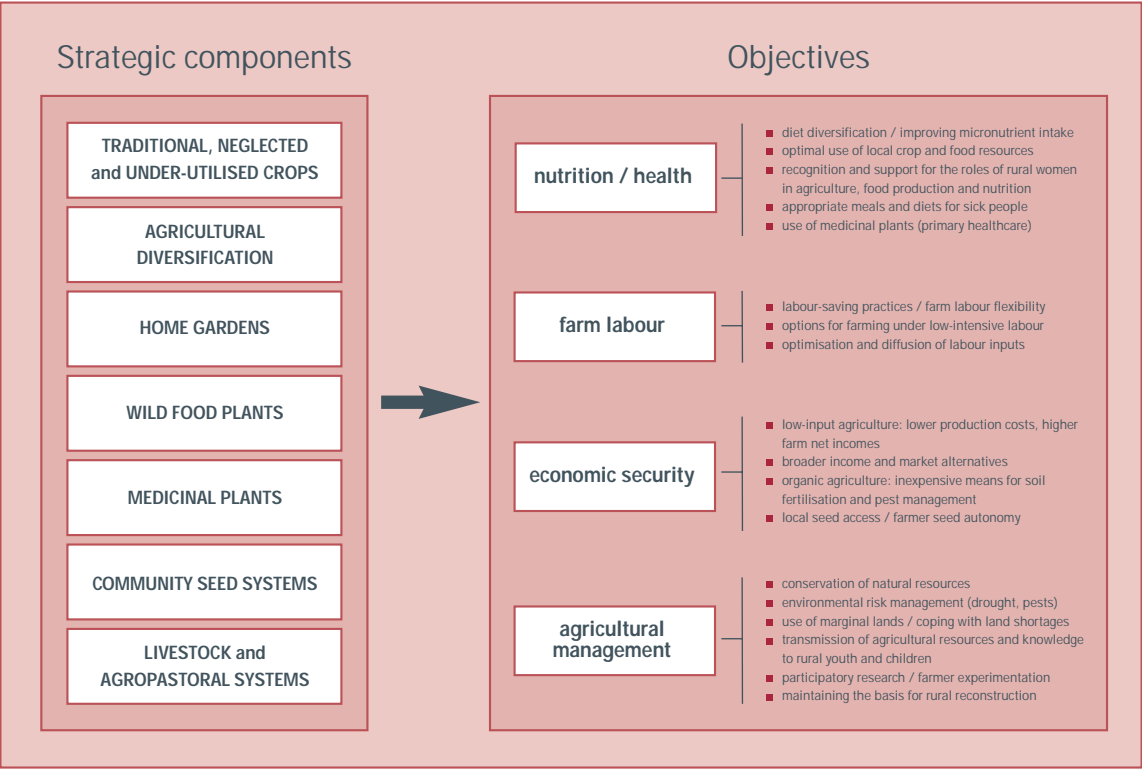 Strategic components
TRADITIONAL, NEGLECTED
and UNDER-UTILISED CROPS
AGRICULTURAL
DIVERSIFICATION
HOME GARDENS
WILD FOOD PLANTS
MEDICINAL PLANTS
COMMUNITY SEED SYSTEMS
LIVESTOCK and
AGROPASTORAL SYSTEMS
Objectives
nutrition / health
diet diversification / improving micronutrient intake
optimal use of local crop and food resources
recognition and support for the roles of rural women
in agriculture, food production and nutrition
appropriate meals and diets for sick people
use of medicinal plants (primary healthcare)
farm labour
labour-saving practices / farm labour flexibility
options for farming under low-intensive labour
optimisation and diffusion of labour inputs
economic security
low-input agriculture: lower production costs, higher
farm net incomes
broader income and market alternatives
organic agriculture: inexpensive means for soil
fertilisation and pest management
local seed access / farmer seed autonomy
agricultural
management
conservation of natural resources
environmental risk management (drought, pests)
use of marginal lands / coping with land shortages
transmission of agricultural resources and knowledge
to rural youth and children
participatory research / farmer experimentation
maintaining the basis for rural reconstruction